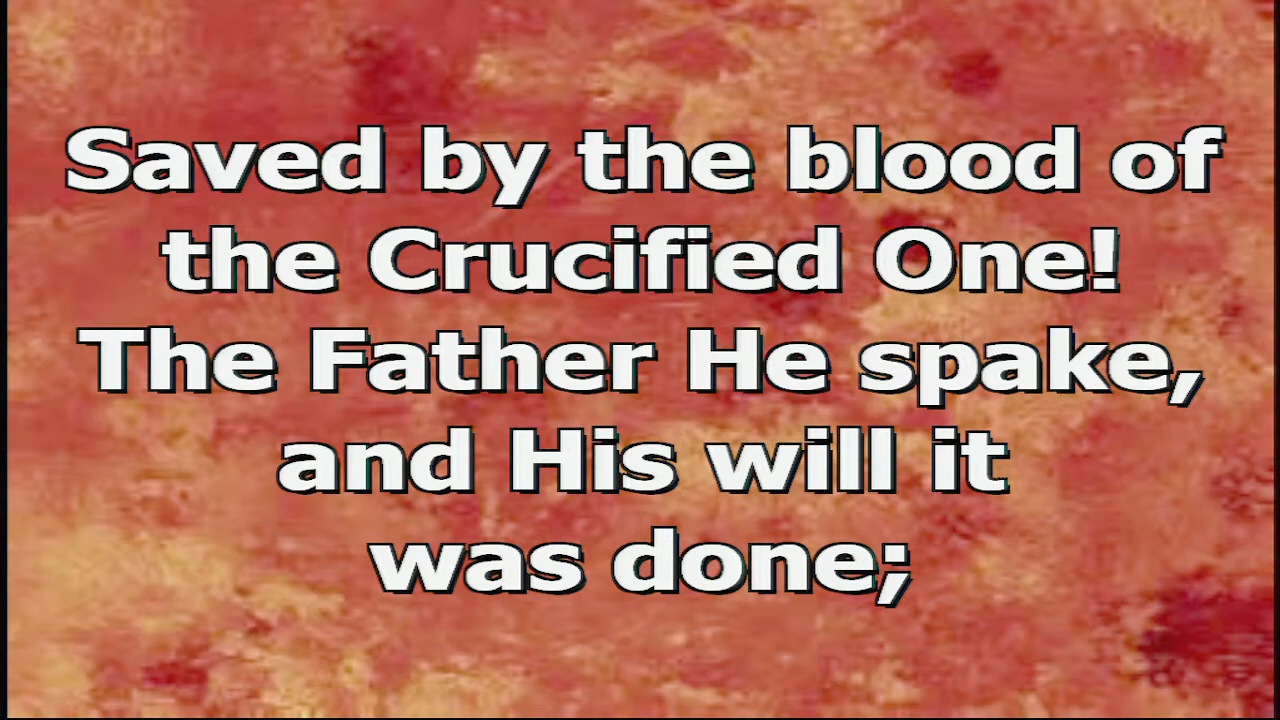 Saved by the blood of
the Crucified One!
The Father He spake,
and His will it
was done;